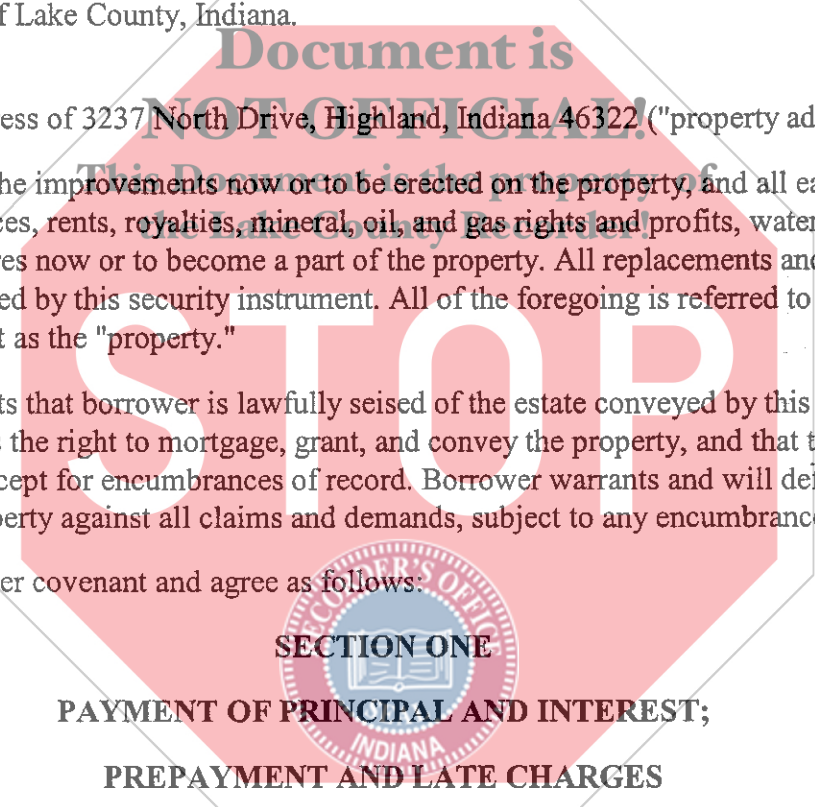 f Lake County, Indiana.
Document is
NOT OFFICIAL!
ess of 3237 North Drive, Highland, Indiana 46322 ("property ad
This Document is the property of
he improvements now or to be erected on the property, and all ea
the Lake County Recorder!
ces, rents, royalties, mineral, oil, and gas rights and profits, water
es now or to become a part of the property. All replacements and
ed by this security instrument. All of the foregoing is referred to
t as the "property."
STOP
ts that borrower is lawfully seised of the estate conveyed by this
s the right to mortgage, grant, and convey the property, and that t
cept for encumbrances of record. Borrower warrants and will def
perty against all claims and demands, subject to any encumbrance
er covenant and agree as follows:
RECORDER'S OFFICE
SECTION ONE
PAYMENT OF PRINCIPAL AND INTEREST;
INDIANA
PREPAYMENT AND LATE CHARGES